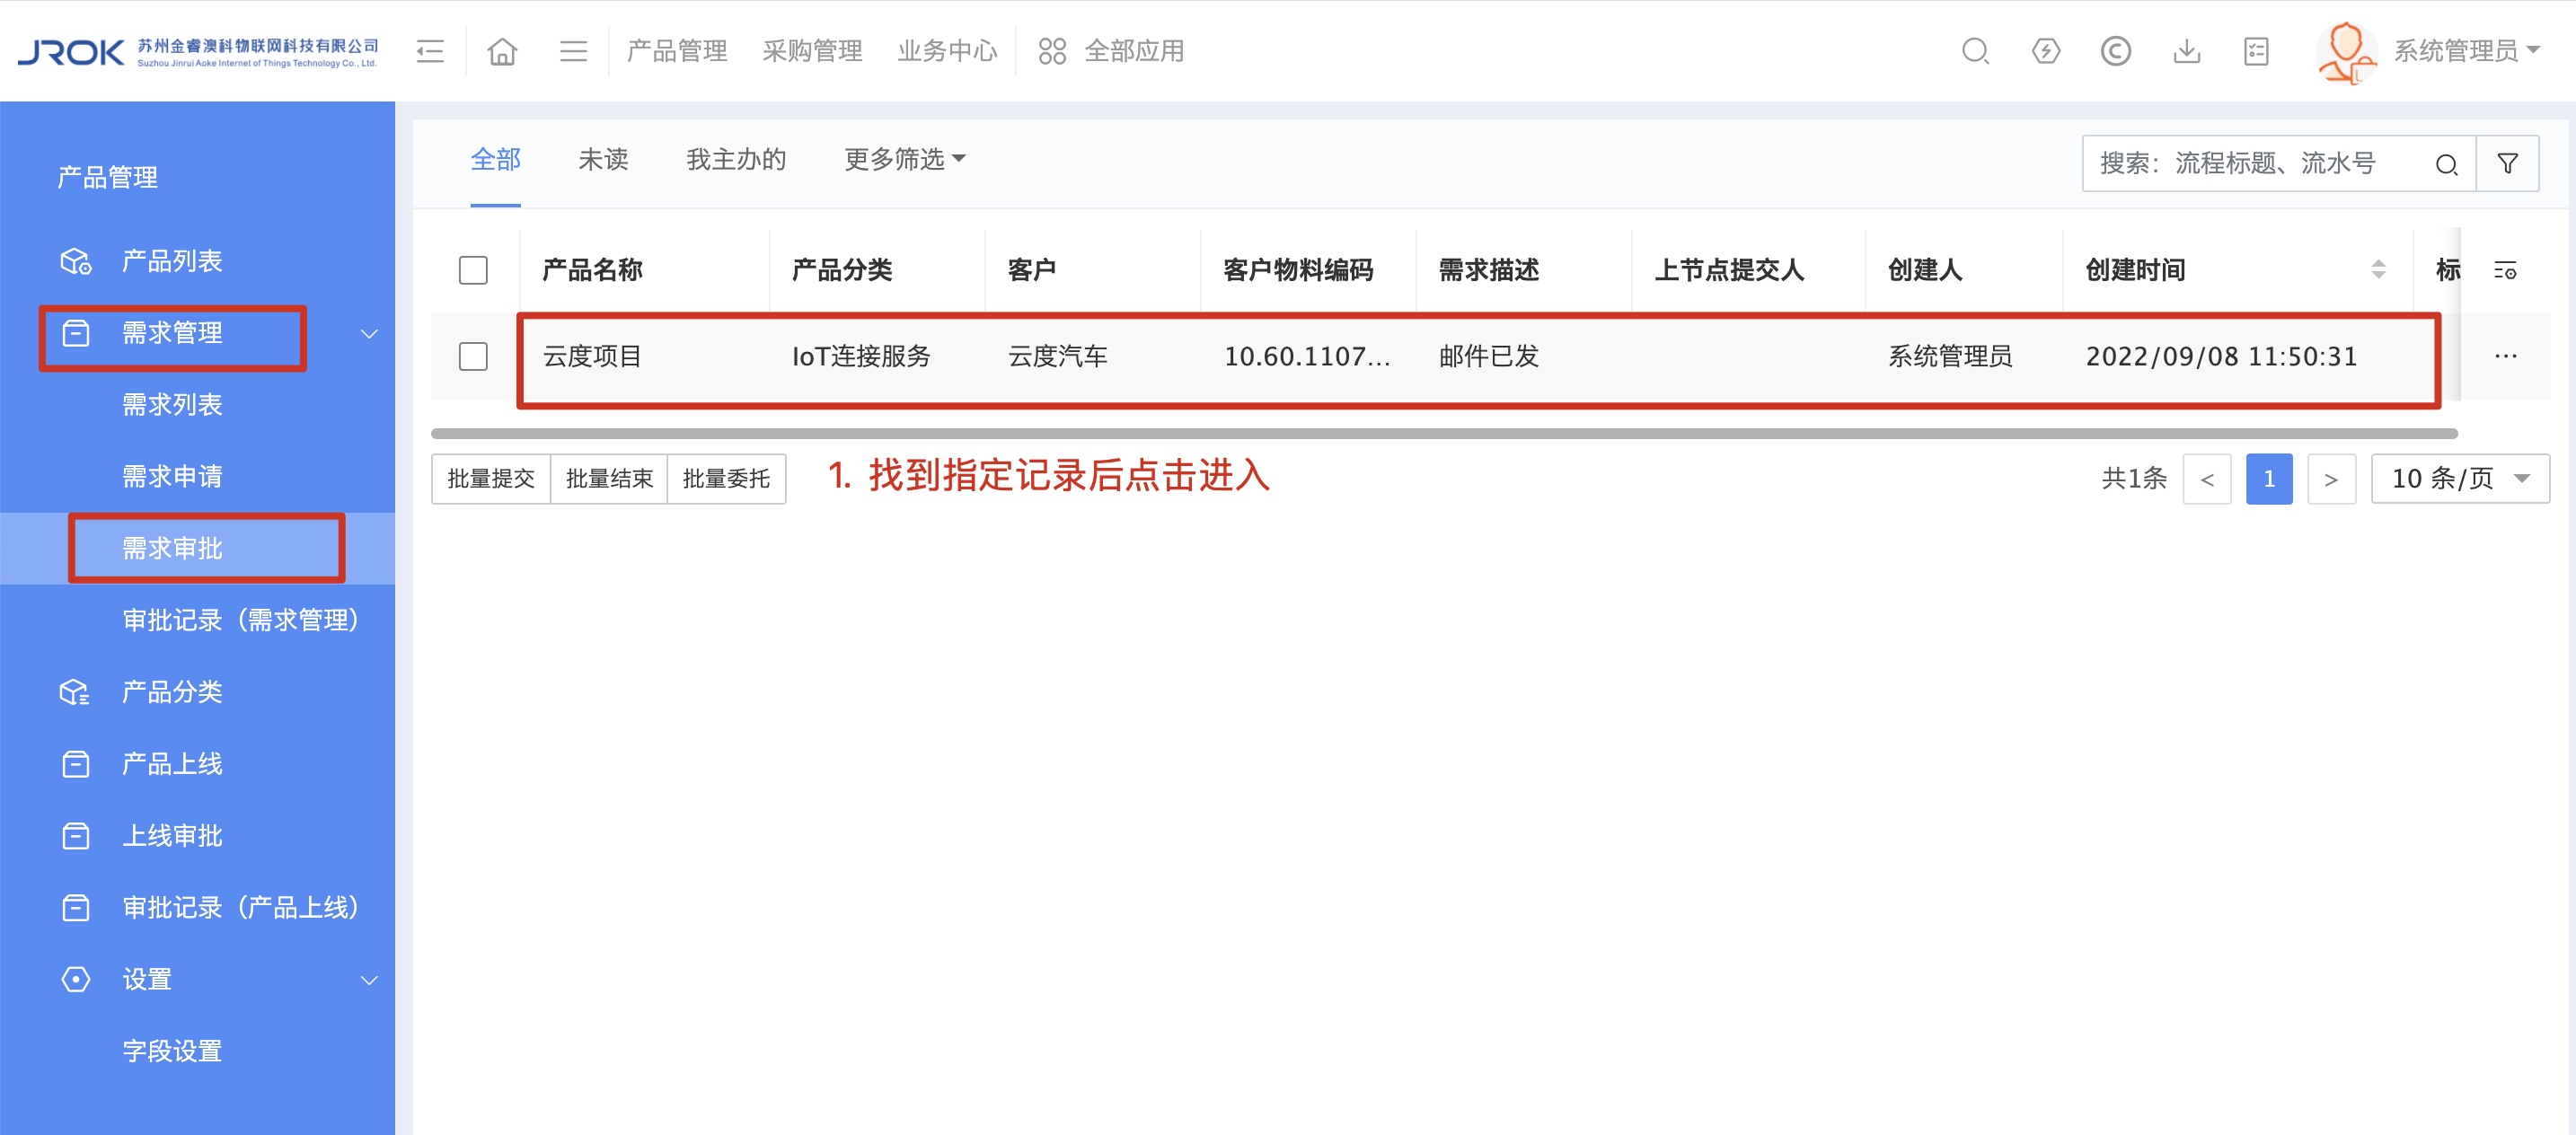 JROK 苏州金睿澳科物联网科技有限公司
Suzhou Jinrui Aoke Internet of Things Technology Co., Ltd.
产品管理 采购管理 业务中心 全部应用 系统管理员
产品管理
产品列表
需求管理
需求列表
需求申请
需求审批
审批记录（需求管理）
产品分类
产品上线
上线审批
审批记录（产品上线）
设置
字段设置
全部 未读 我主办的 更多筛选 搜索：流程标题、流水号
产品名称 产品分类 客户 客户物料编码 需求描述 上节点提交人 创建人 创建时间 标
云度项目 IoT连接服务 云度汽车 10.60.1107... 邮件已发 系统管理员 2022/09/08 11:50:31 ...
批量提交 批量结束 批量委托 1. 找到指定记录后点击进入 共1条 < 1 > 10 条/页